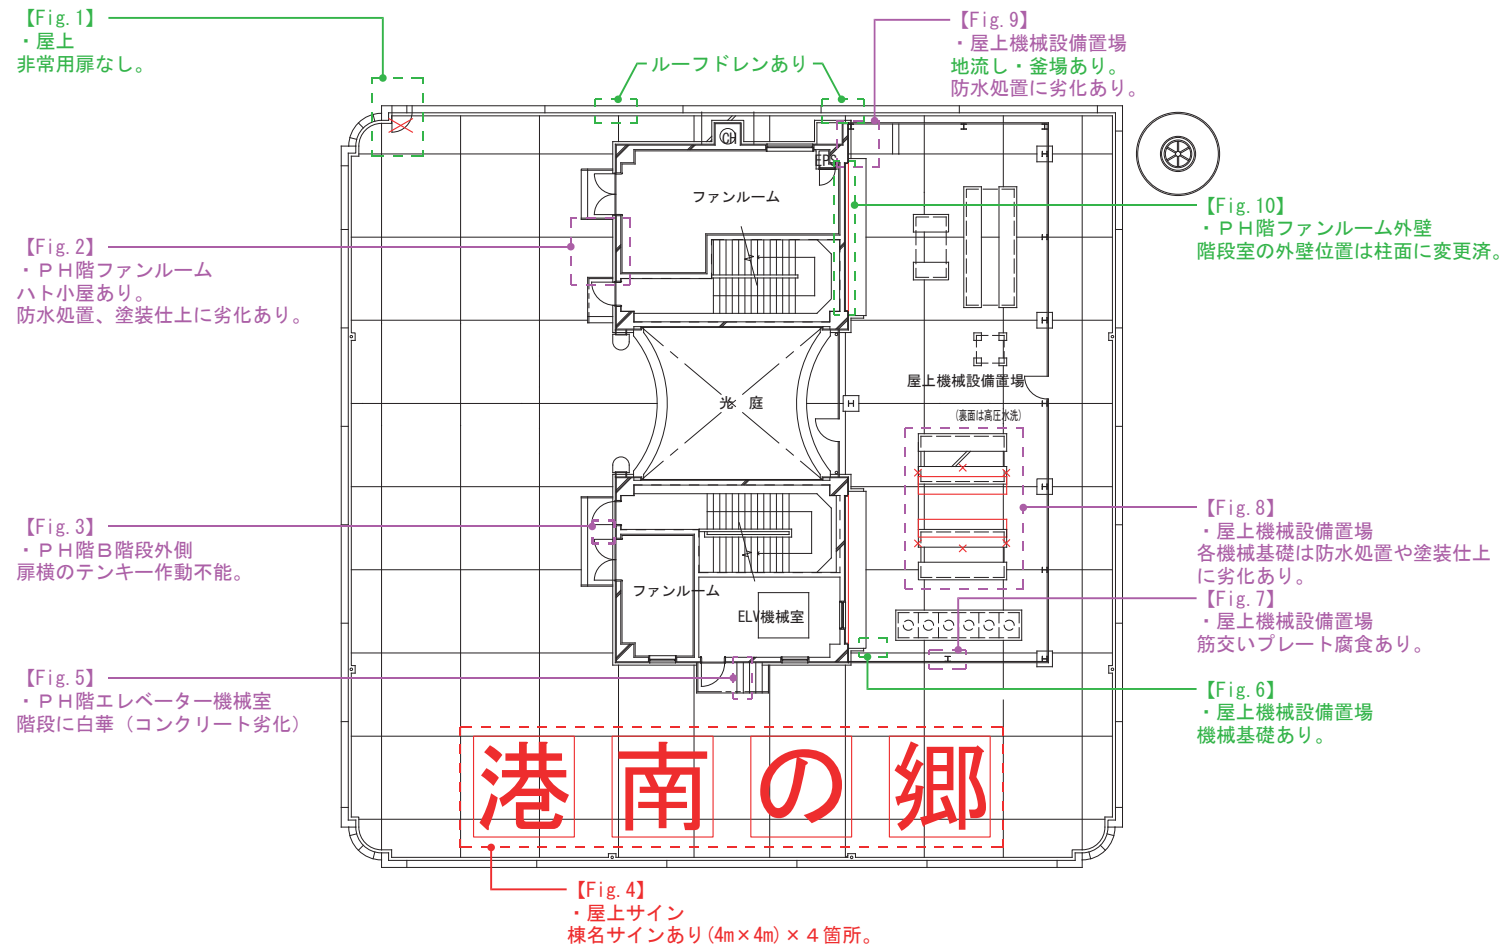 【Fig.1】
・屋上
非常用扉なし。
ルーフドレンあり
【Fig.9】
・屋上機械設備置場
地流し・釜場あり。
防水処置に劣化あり。
【Fig.10】
・ＰＨ階ファンルーム外壁
階段室の外壁位置は柱面に変更済。
【Fig.2】
・ＰＨ階ファンルーム
ハト小屋あり。
防水処置、塗装仕上に劣化あり。
CH
EPS
ファンルーム
光　庭
屋上機械設備置場
(裏面は高圧水洗)
【Fig.3】
・ＰＨ階Ｂ階段外側
扉横のテンキー作動不能。
【Fig.8】
・屋上機械設備置場
各機械基礎は防水処置や塗装仕上
に劣化あり。
ファンルーム
ELV機械室
【Fig.7】
・屋上機械設備置場
筋交いプレート腐食あり。
【Fig.5】
・ＰＨ階エレベーター機械室
階段に白華（コンクリート劣化）
【Fig.6】
・屋上機械設備置場
機械基礎あり。
港南の郷
【Fig.4】
・屋上サイン
棟名サインあり(4m×4m)×４箇所。